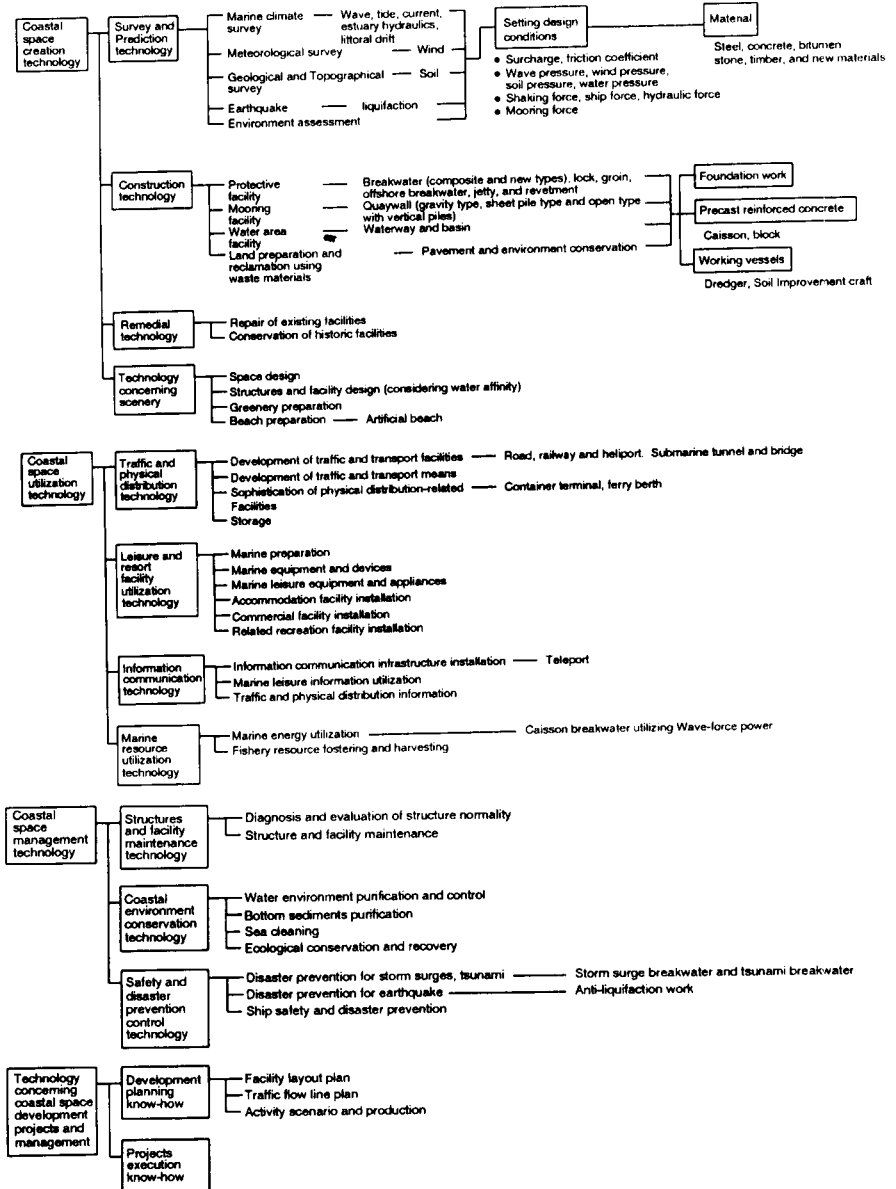 Coastal
space
creation
technology
Survey and
Prediction
technology
Marine climate
survey
Wave, tide, current,
estuary hydraulics,
littoral drift
Meteorological survey
Wind
Geological and Topographical
survey
Soil
Earthquake
liquifaction
Environment assessment
Setting design
conditions
• Surcharge, friction coefficient
• Wave pressure, wind pressure,
soil pressure, water pressure
• Shaking force, ship force, hydraulic force
• Mooring force
Material
Steel, concrete, bitumen
stone, timber, and new materials
Construction
technology
Protective
facility
Breakwater (composite and new types), lock, groin,
offshore breakwater, jetty, and revetment
Mooring
facility
Quaywall (gravity type, sheet pile type and open type
with vertical piles)
Water area
facility
Waterway and basin
Land preparation and
reclamation using
waste materials
Pavement and environment conservation
Foundation work
Precast reinforced concrete
Caisson, block
Working vessels
Dredger, Soil Improvement craft
Remedial
technology
Repair of existing facilities
Conservation of historic facilities
Technology
concerning
scenery
Space design
Structures and facility design (considering water affinity)
Greenery preparation
Beach preparation
Artificial beach
Coastal
space
utilization
technology
Traffic and
physical
distribution
technology
Development of traffic and transport facilities
Road, railway and heliport. Submarine tunnel and bridge
Development of traffic and transport means
Sophistication of physical distribution-related
Facilities
Container terminal, ferry berth
Storage
Leisure and
resort
facility
utilization
technology
Marine preparation
Marine equipment and devices
Marine leisure equipment and appliances
Accommodation facility installation
Commercial facility installation
Related recreation facility installation
Information
communication
technology
Information communication infrastructure installation
Teleport
Marine leisure information utilization
Traffic and physical distribution information
Marine
resource
utilization
technology
Marine energy utilization
Caisson breakwater utilizing Wave-force power
Fishery resource fostering and harvesting
Coastal
space
management
technology
Structures
and facility
maintenance
technology
Diagnosis and evaluation of structure normality
Structure and facility maintenance
Coastal
environment
conservation
technology
Water environment purification and control
Bottom sediments purification
Sea cleaning
Ecological conservation and recovery
Safety and
disaster
prevention
control
technology
Disaster prevention for storm surges, tsunami
Storm surge breakwater and tsunami breakwater
Disaster prevention for earthquake
Anti-liquifaction work
Ship safety and disaster prevention
Technology
concerning
coastal space
development
projects and
management
Development
planning
know-how
Facility layout plan
Traffic flow line plan
Activity scenario and production
Projects
execution
know-how